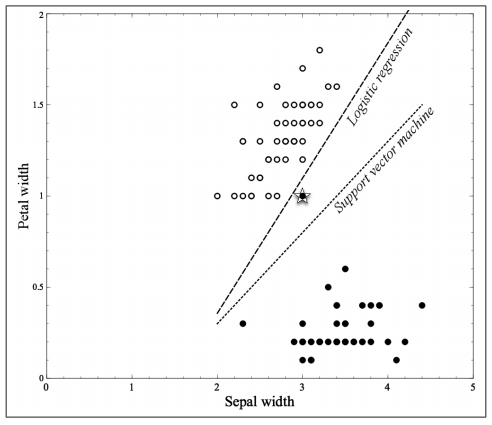 2
1.5
1
0.5
0
0
1
2
3
4
5
Petal width
Sepal width
Logistic regression
Support vector machine